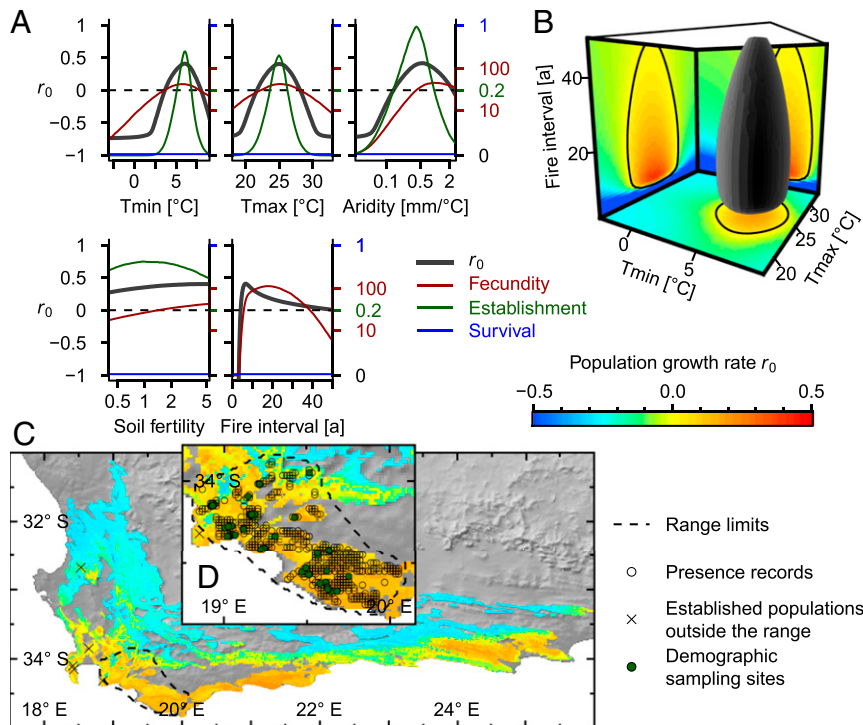 A
B
1
0.5
r0
0
−0.5
−1
1
100
0.2
10
0
0
5
Tmin [°C]
20
25
30
Tmax [°C]
0.1
0.5
2
Aridity [mm/°C]
40
20
Fire interval [a]
0
5
Tmin [°C]
20
25
30
Tmax [°C]
1
0.5
r0
0
−0.5
−1
1
100
0.2
10
0
0.5
1
2
5
Soil fertility
0
20
40
Fire interval [a]
r0
Fecundity
Establishment
Survival
Population growth rate r0
−0.5
0.0
0.5
C
32° S
34° S
18° E
20° E
22° E
24° E
D
34° S
19° E
20° E
Range limits
Presence records
Established populations
outside the range
Demographic
sampling sites